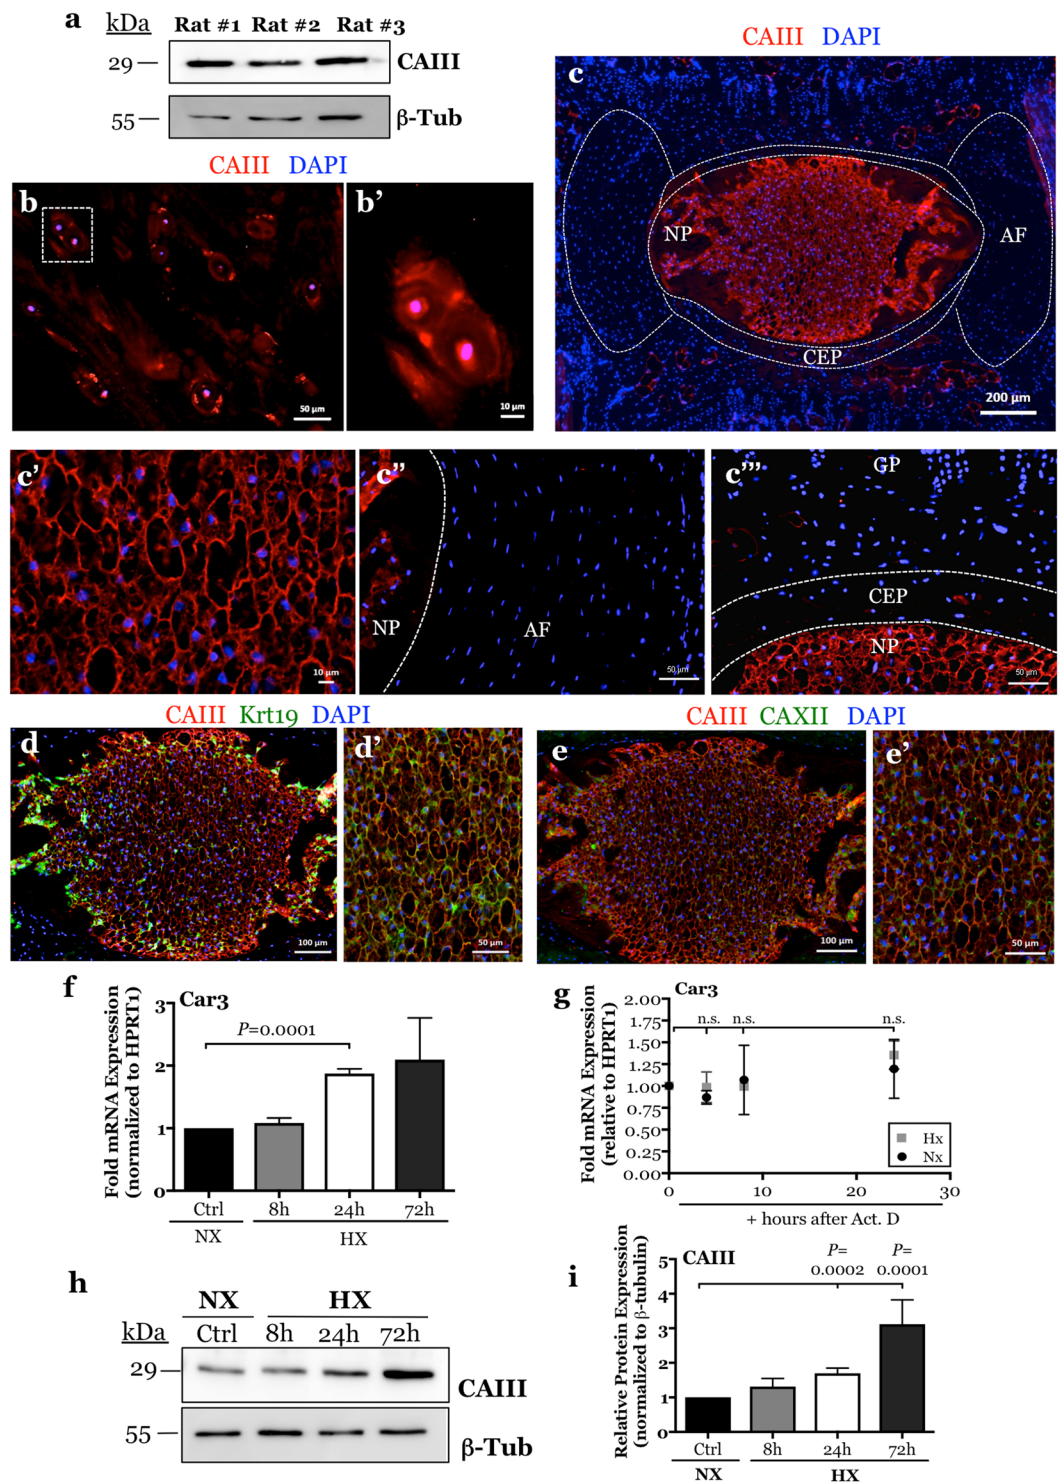 a
kDa
Rat #1 Rat #2 Rat #3
29
CAIII
55
β-Tub
CAIII DAPI
b
50 µm
b'
10 µm
CAIII DAPI
c
NP
AF
CEP
200 µm
c'
10 µm
c''
NP
AF
50 µm
c'''
GP
CEP
NP
50 µm
CAIII Krt19 DAPI
d
100 µm
d'
50 µm
CAIII CAXII DAPI
e
100 µm
e'
50 µm
f
Car3
Fold mRNA Expression
(normalized to HPRT1)
3
2
1
0
P=0.0001
Ctrl 8h 24h 72h
NX HX
g
Car3
Fold mRNA Expression
(relative to HPRT1)
2.00
1.75
1.50
1.25
1.00
0.75
0.50
0.25
0.00
n.s. n.s. n.s.
Hx
Nx
0 10 20 30
+ hours after Act. D
h
NX HX
kDa
Ctrl 8h 24h 72h
29
CAIII
55
β-Tub
i
CAIII
Relative Protein Expression
(normalized to β-tubulin)
5
4
3
2
1
0
P= P=
0.0002 0.0001
Ctrl 8h 24h 72h
NX HX